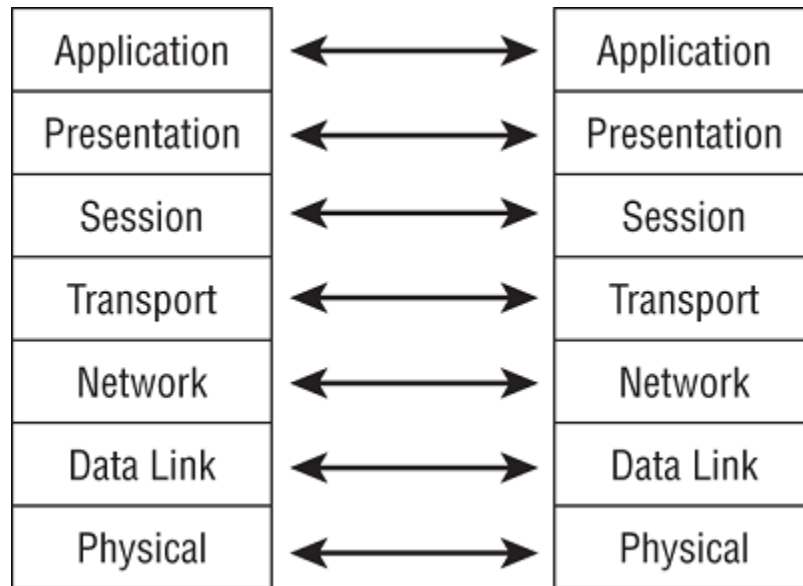 Application Application
Presentation Presentation
Session Session
Transport Transport
Network Network
Data Link Data Link
Physical Physical